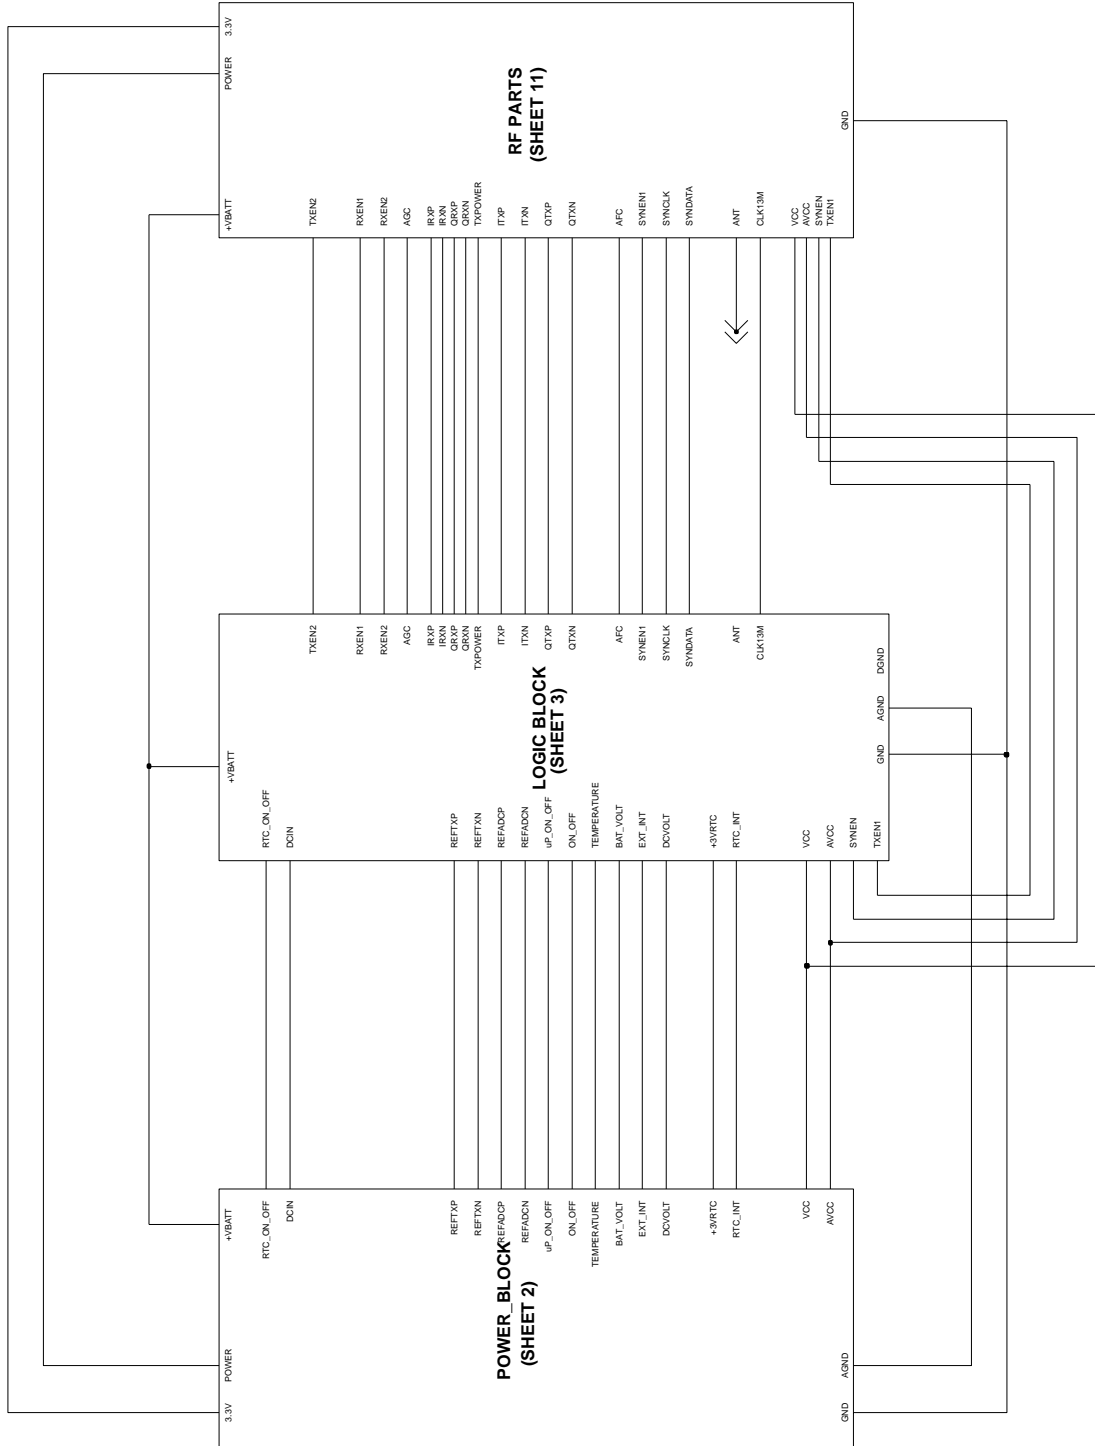 3.3V
POWER
+VBATT
RTC_ON_OFF
DCIN
REFTXP
REFTXN
REFADCP
REFADCN
uP_ON_OFF
ON_OFF
TEMPERATURE
BAT_VOLT
EXT_INT
DCVOLT
+3VRTC
RTC_INT
VCC
AVCC
POWER_BLOCK
(SHEET 2)
GND
AGND
+VBATT
RTC_ON_OFF
DCIN
REFTXP
REFTXN
REFADCP
REFADCN
uP_ON_OFF
ON_OFF
TEMPERATURE
BAT_VOLT
EXT_INT
DCVOLT
+3VRTC
RTC_INT
VCC
AVCC
SYNEN
TXEN1
LOGIC BLOCK
(SHEET 3)
GND
AGND
DGND
TXEN2
RXEN1
RXEN2
AGC
IRXP
IRXN
QRXP
QRXN
TXPOWER
ITXP
ITXN
QTXP
QTXN
AFC
SYNEN1
SYNCLK
SYNDATA
ANT
CLK13M
+VBATT
POWER
3.3V
TXEN2
RXEN1
RXEN2
AGC
IRXP
IRXN
QRXP
QRXN
TXPOWER
ITXP
ITXN
QTXP
QTXN
AFC
SYNEN1
SYNCLK
SYNDATA
ANT
CLK13M
VCC
AVCC
SYNEN
TXEN1
RF PARTS
(SHEET 11)
GND